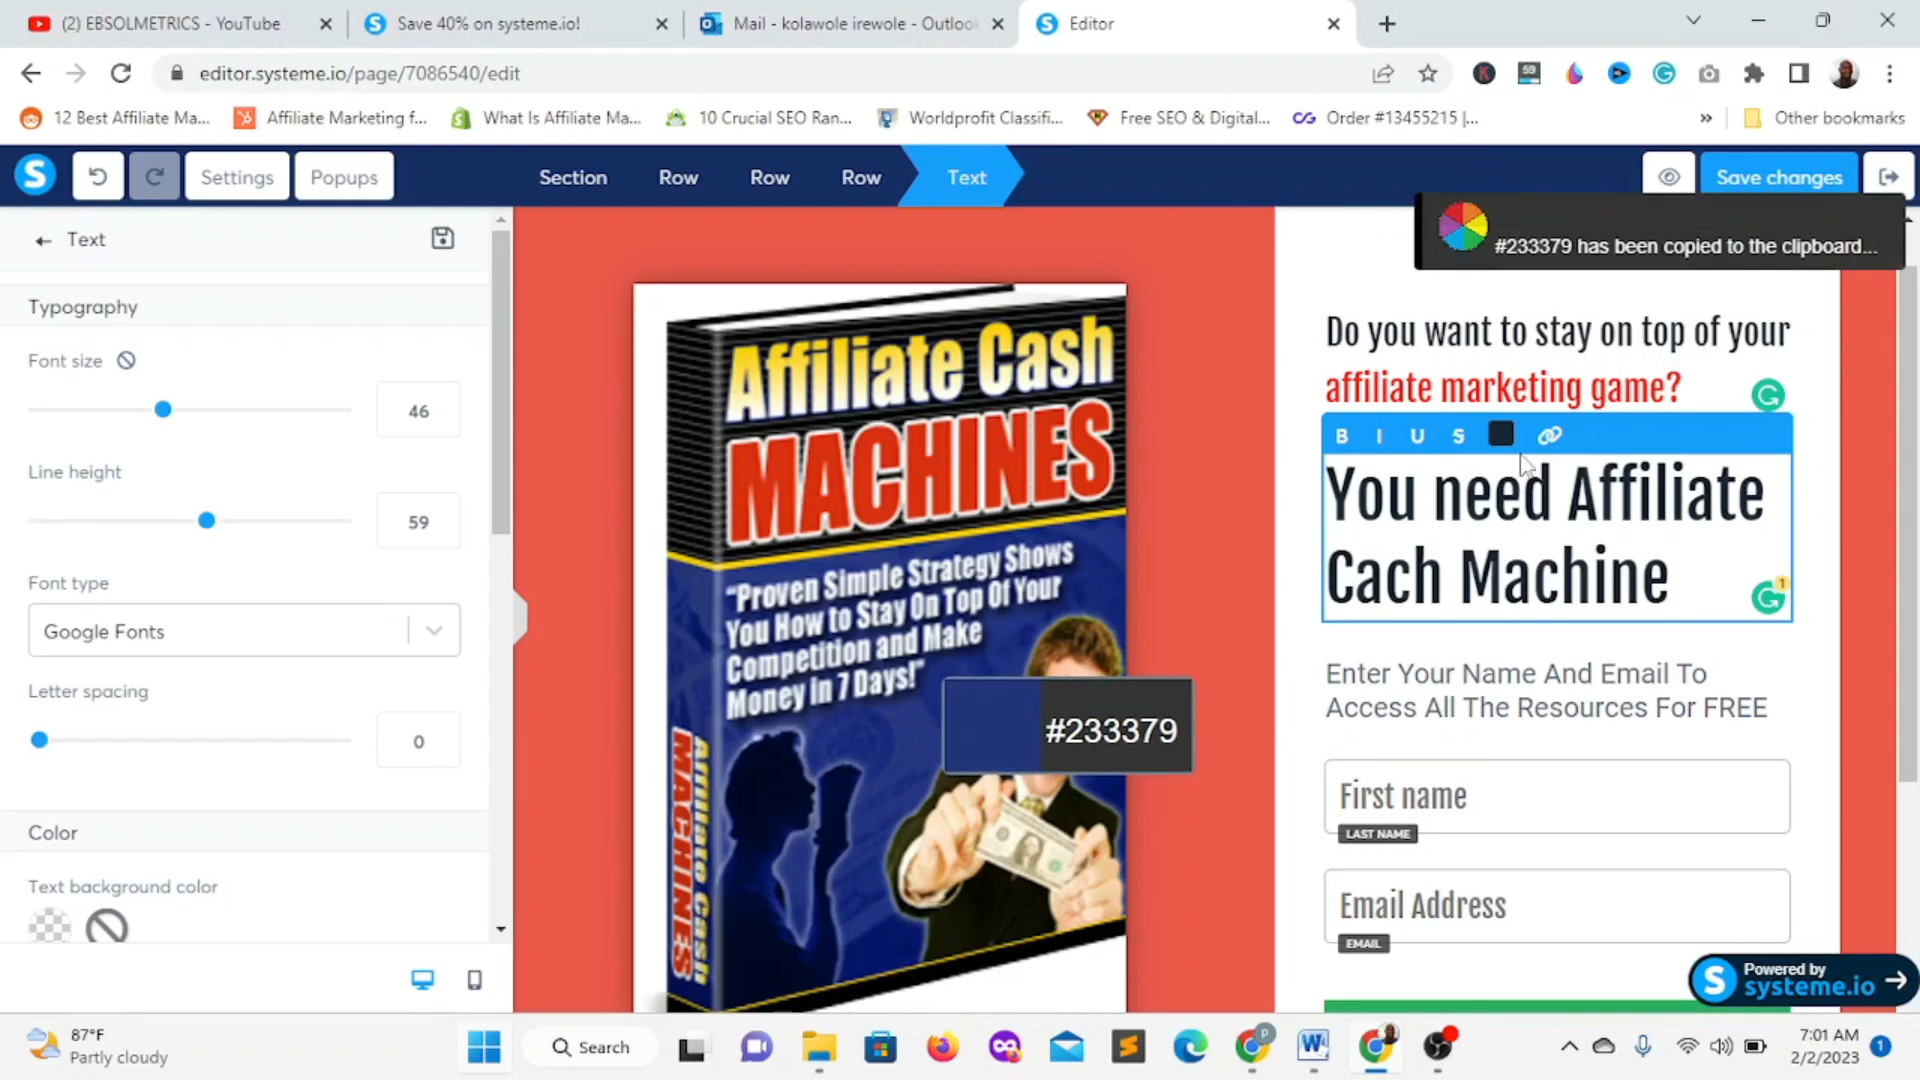 (2) EBSOLMETRICS - YouTube
Save 40% on systeme.io!
Mail - kolawole irewole - Outlook
Editor
editor.systeme.io/page/7086540/edit
59
12 Best Affiliate Ma...
Affiliate Marketing f...
What Is Affiliate Ma...
10 Crucial SEO Ran...
Worldprofit Classifi...
Free SEO & Digital...
Order #13455215 |...
»
Other bookmarks
Settings
Popups
Section
Row
Row
Row
Text
Save changes
#233379 has been copied to the clipboard...
Text
Typography
Font size
46
Line height
59
Font type
Google Fonts
Letter spacing
0
Color
Text background color
Affiliate Cash
MACHINES
"Proven Simple Strategy Shows
You How to Stay On Top Of Your
Competition and Make
Money in 7 Days!"
Affiliate Cash
MACHINES
#233379
Do you want to stay on top of your
affiliate marketing game?
B I U S
You need Affiliate
Cach Machine
1
Enter Your Name And Email To
Access All The Resources For FREE
First name
LAST NAME
Email Address
EMAIL
Powered by
systeme.io
87°F
Partly cloudy
Search
7:01 AM
2/2/2023
1